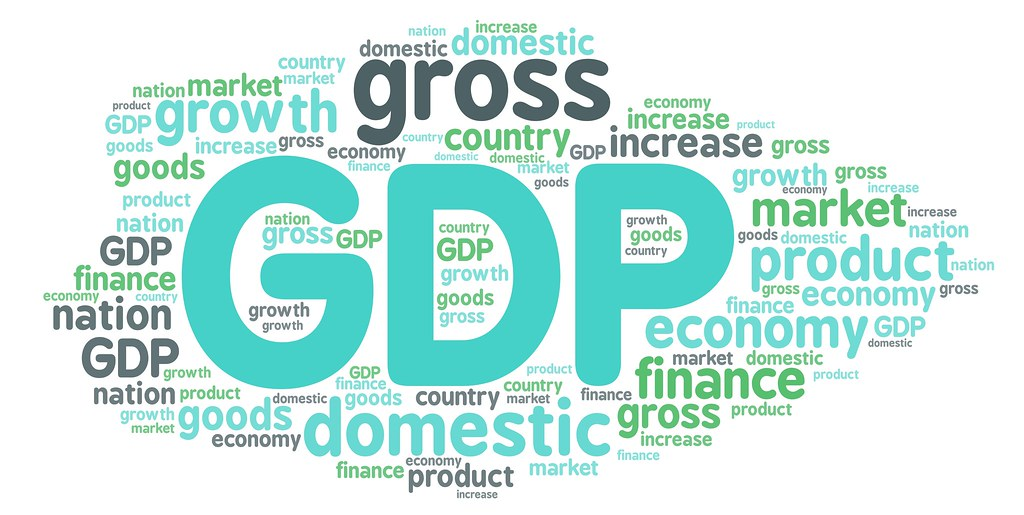 nation
increase
domestic
domestic
country
market
gross
nation
market
product
growth
GDP
goods
increase
gross
economy
finance
country
country
domestic
domestic
market
goods
GDP
economy
increase
product
increase
gross
goods
growth
economy
gross
increase
market
increase
goods
domestic
nation
product
nation
gross
economy
gross
finance
economy
GDP
domestic
product
nation
GDP
finance
economy
country
nation
GDP
growth
nation
product
growth
market
goods
economy
GDP
nation
gross
GDP
growth
growth
country
GDP
growth
goods
gross
growth
goods
country
GDP
finance
goods
domestic
domestic
country
product
country
market
finance
market
domestic
finance
product
gross
product
increase
finance
finance
economy
product
increase
market